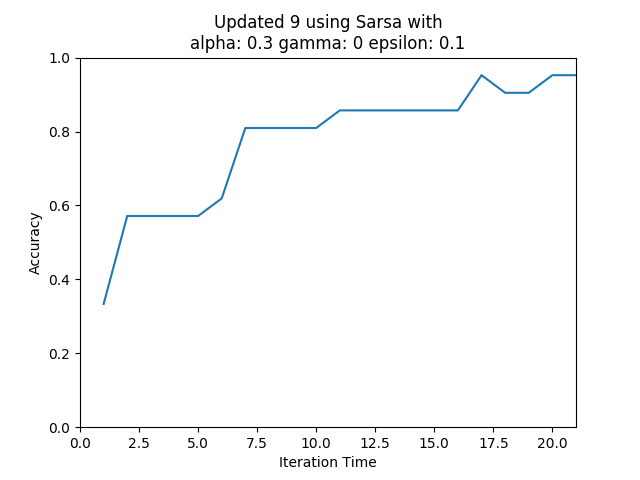 Updated 9 using Sarsa with
alpha: 0.3 gamma: 0 epsilon: 0.1
1.0
0.8
0.6
0.4
0.2
0.0
Accuracy
0.0 2.5 5.0 7.5 10.0 12.5 15.0 17.5 20.0
Iteration Time